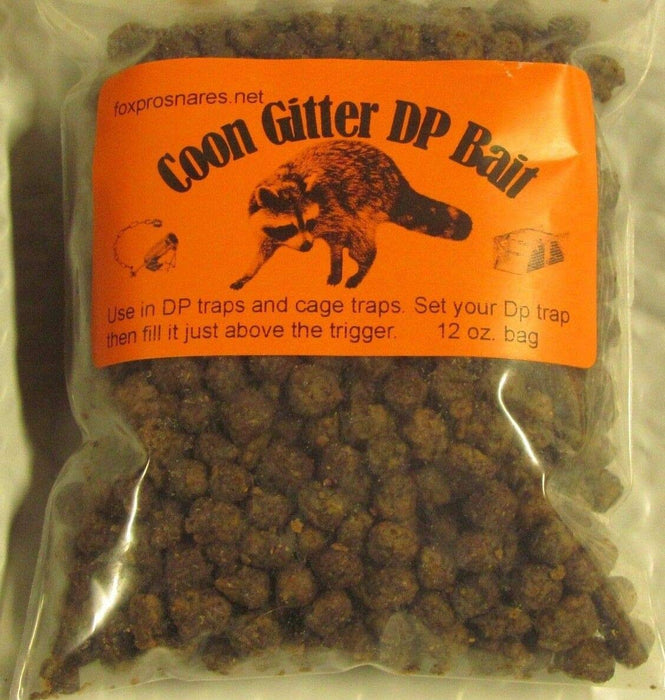 foxprosnares.net
Coon Gitter DP Bait
Use in DP traps and cage traps. Set your Dp trap
then fill it just above the trigger. 12 oz. bag